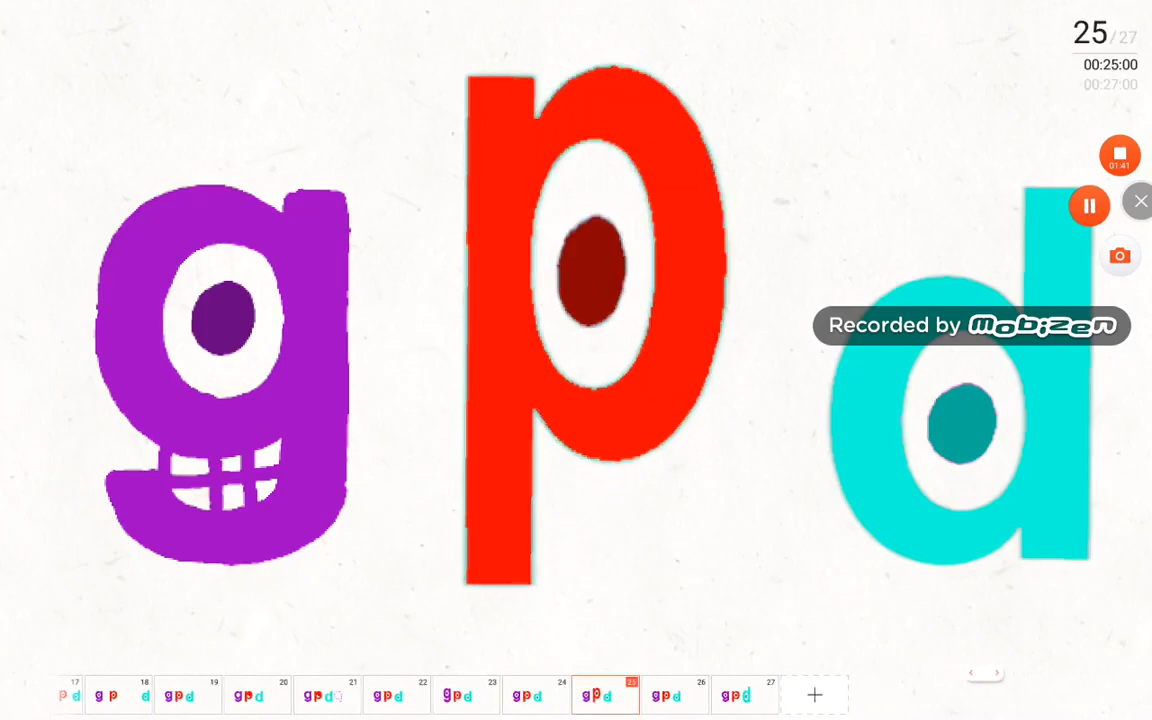 25/27
00:25:00
00:27:00
01:41
g p d
Recorded by mobizen
17 18 19 20 21 22 23 24 25 26 27
p d g p d g p d g p d g p d g p d g p d g p d g p d g p d g p d
+